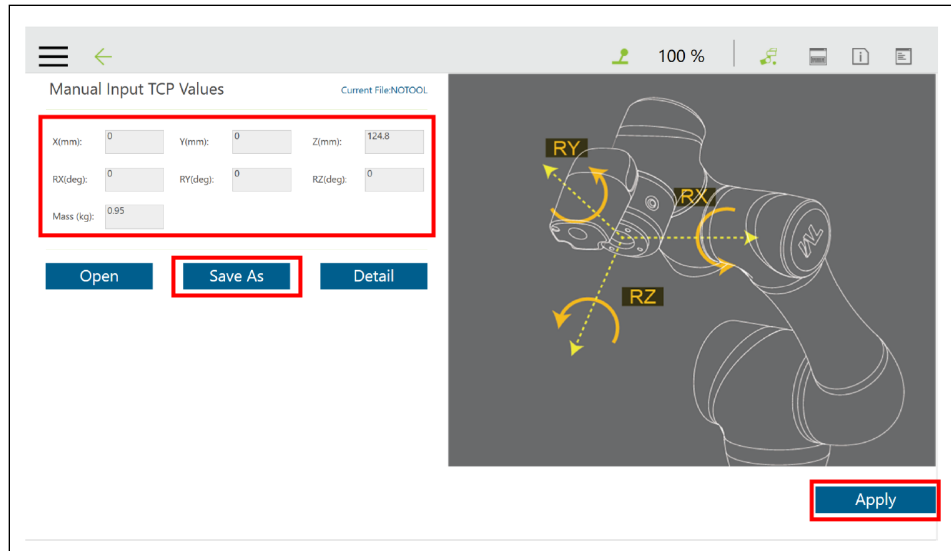 100 %
Manual Input TCP Values
Current File:NOTOOL
X(mm): 0 Y(mm): 0 Z(mm): 124.8
RX(deg): 0 RY(deg): 0 RZ(deg): 0
Mass (kg): 0.95
Open Save As Detail
RY
RX
RZ
TM
Apply